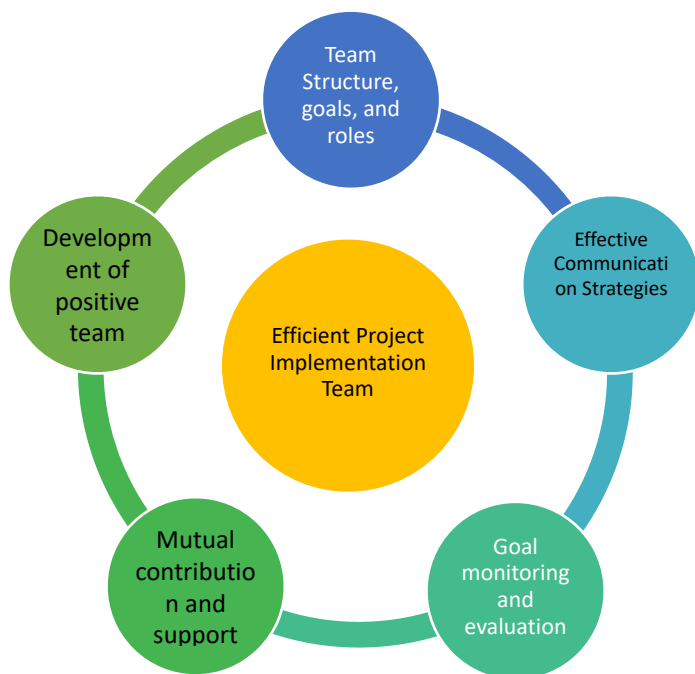 Team
Structure,
goals, and
roles
Effective
Communicati
on Strategies
Goal
monitoring
and
evaluation
Mutual
contributio
n and
support
Developm
ent of
positive
team
Efficient Project
Implementation
Team